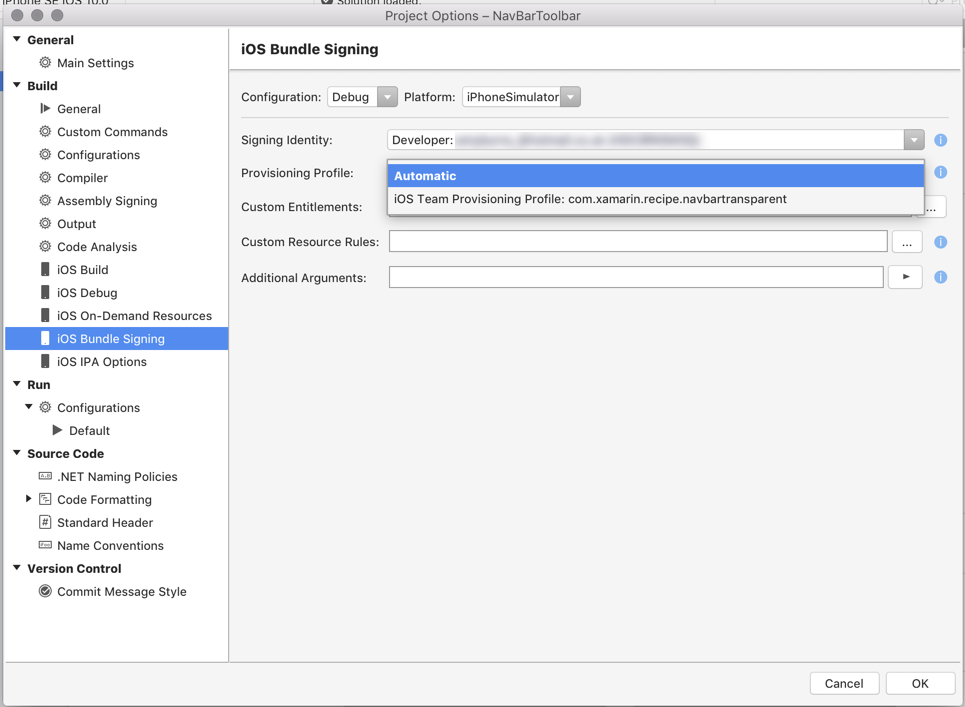 iPhone SE iOS 10.0
Solution loaded.
Project Options – NavBarToolbar
General
Main Settings
Build
General
Custom Commands
Configurations
Compiler
Assembly Signing
Output
Code Analysis
iOS Build
iOS Debug
iOS On-Demand Resources
iOS Bundle Signing
iOS IPA Options
Run
Configurations
Default
Source Code
.NET Naming Policies
Code Formatting
Standard Header
Name Conventions
Version Control
Commit Message Style
iOS Bundle Signing
Configuration: Debug Platform: iPhoneSimulator
Signing Identity: Developer:
Provisioning Profile:
Automatic
iOS Team Provisioning Profile: com.xamarin.recipe.navbartransparent
Custom Entitlements: ...
Custom Resource Rules: ...
Additional Arguments:
Cancel OK